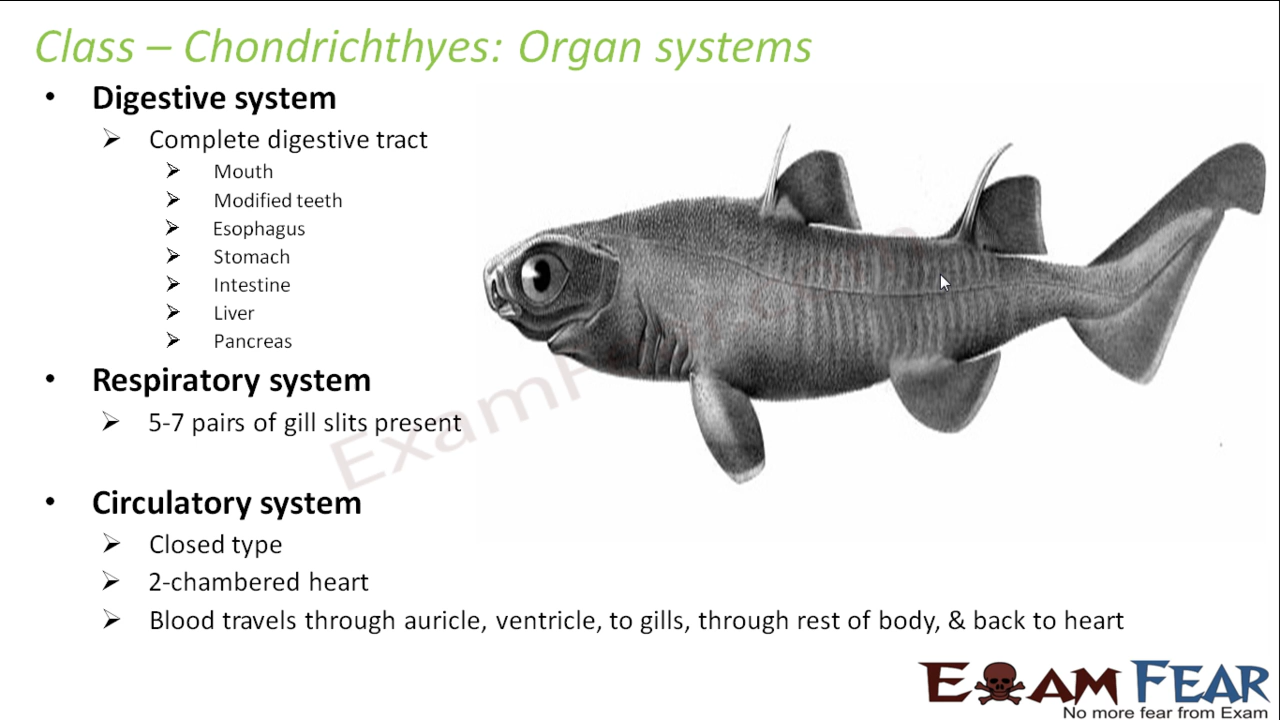 Class – Chondrichthyes: Organ systems
• Digestive system
➢ Complete digestive tract
➢ Mouth
➢ Modified teeth
➢ Esophagus
➢ Stomach
➢ Intestine
➢ Liver
➢ Pancreas
• Respiratory system
➢ 5-7 pairs of gill slits present
• Circulatory system
➢ Closed type
➢ 2-chambered heart
➢ Blood travels through auricle, ventricle, to gills, through rest of body, & back to heart
EXAM FEAR
No more fear from Exam